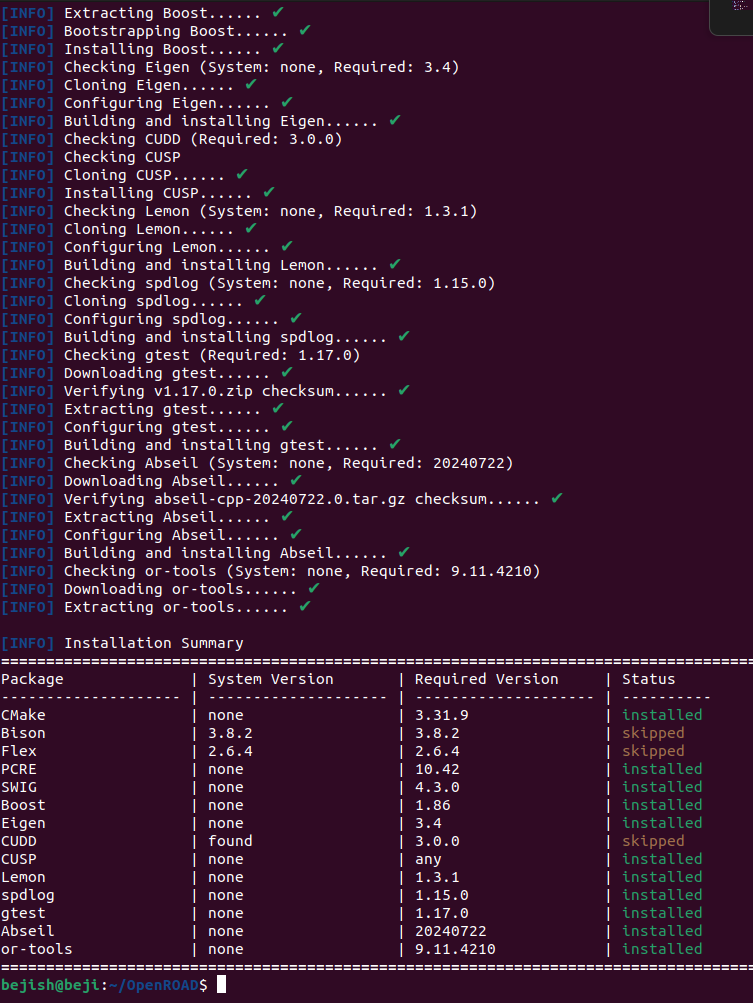 [INFO] Extracting Boost...... ✔
[INFO] Bootstrapping Boost...... ✔
[INFO] Installing Boost...... ✔
[INFO] Checking Eigen (System: none, Required: 3.4)
[INFO] Cloning Eigen...... ✔
[INFO] Configuring Eigen...... ✔
[INFO] Building and installing Eigen...... ✔
[INFO] Checking CUDD (Required: 3.0.0)
[INFO] Checking CUSP
[INFO] Cloning CUSP...... ✔
[INFO] Installing CUSP...... ✔
[INFO] Checking Lemon (System: none, Required: 1.3.1)
[INFO] Cloning Lemon...... ✔
[INFO] Configuring Lemon...... ✔
[INFO] Building and installing Lemon...... ✔
[INFO] Checking spdlog (System: none, Required: 1.15.0)
[INFO] Cloning spdlog...... ✔
[INFO] Configuring spdlog...... ✔
[INFO] Building and installing spdlog...... ✔
[INFO] Checking gtest (Required: 1.17.0)
[INFO] Downloading gtest...... ✔
[INFO] Verifying v1.17.0.zip checksum...... ✔
[INFO] Extracting gtest...... ✔
[INFO] Configuring gtest...... ✔
[INFO] Building and installing gtest...... ✔
[INFO] Checking Abseil (System: none, Required: 20240722)
[INFO] Downloading Abseil...... ✔
[INFO] Verifying abseil-cpp-20240722.0.tar.gz checksum...... ✔
[INFO] Extracting Abseil...... ✔
[INFO] Configuring Abseil...... ✔
[INFO] Building and installing Abseil...... ✔
[INFO] Checking or-tools (System: none, Required: 9.11.4210)
[INFO] Downloading or-tools...... ✔
[INFO] Extracting or-tools...... ✔
[INFO] Installation Summary
====================================================================================
Package | System Version | Required Version | Status
-------------------- | -------------------- | -------------------- | ----------
CMake | none | 3.31.9 | installed
Bison | 3.8.2 | 3.8.2 | skipped
Flex | 2.6.4 | 2.6.4 | skipped
PCRE | none | 10.42 | installed
SWIG | none | 4.3.0 | installed
Boost | none | 1.86 | installed
Eigen | none | 3.4 | installed
CUDD | found | 3.0.0 | skipped
CUSP | none | any | installed
Lemon | none | 1.3.1 | installed
spdlog | none | 1.15.0 | installed
gtest | none | 1.17.0 | installed
Abseil | none | 20240722 | installed
or-tools | none | 9.11.4210 | installed
====================================================================================
bejish@beji:~/OpenROAD$